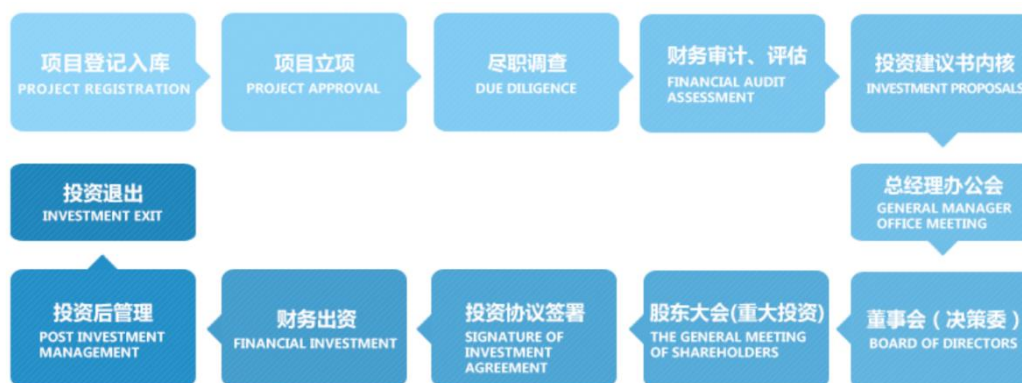 项目登记入库
PROJECT REGISTRATION
项目立项
PROJECT APPROVAL
尽职调查
DUE DILIGENCE
财务审计、评估
FINANCIAL AUDIT
ASSESSMENT
投资建议书内核
INVESTMENT PROPOSALS
总经理办公会
GENERAL MANAGER
OFFICE MEETING
董事会（决策委）
BOARD OF DIRECTORS
股东大会(重大投资)
THE GENERAL MEETING
OF SHAREHOLDERS
投资协议签署
SIGNATURE OF
INVESTMENT
AGREEMENT
财务出资
FINANCIAL INVESTMENT
投资后管理
POST INVESTMENT
MANAGEMENT
投资退出
INVESTMENT EXIT